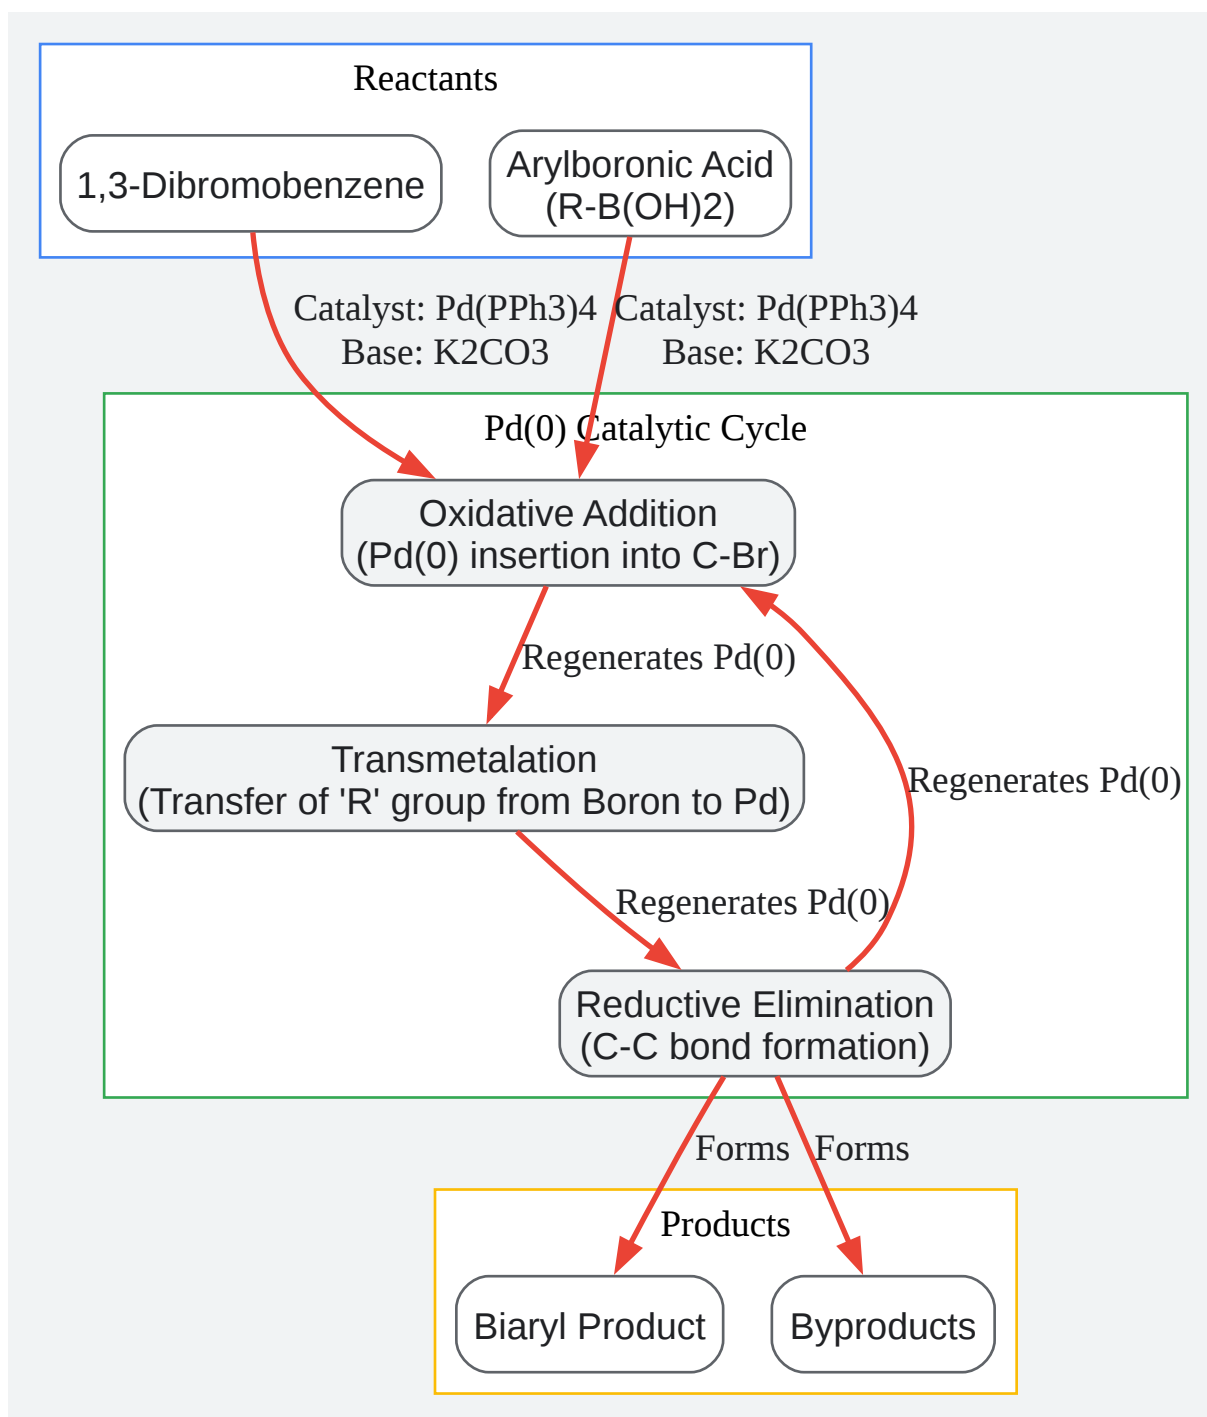 Reactants
1,3-Dibromobenzene
Arylboronic Acid
(R-B(OH)2)
Catalyst: Pd(PPh3)4
Base: K2CO3
Catalyst: Pd(PPh3)4
Base: K2CO3
Pd(0) Catalytic Cycle
Oxidative Addition
(Pd(0) insertion into C-Br)
Regenerates Pd(0)
Transmetalation
(Transfer of 'R' group from Boron to Pd)
Regenerates Pd(0)
Regenerates Pd(0)
Reductive Elimination
(C-C bond formation)
Forms
Forms
Products
Biaryl Product
Byproducts